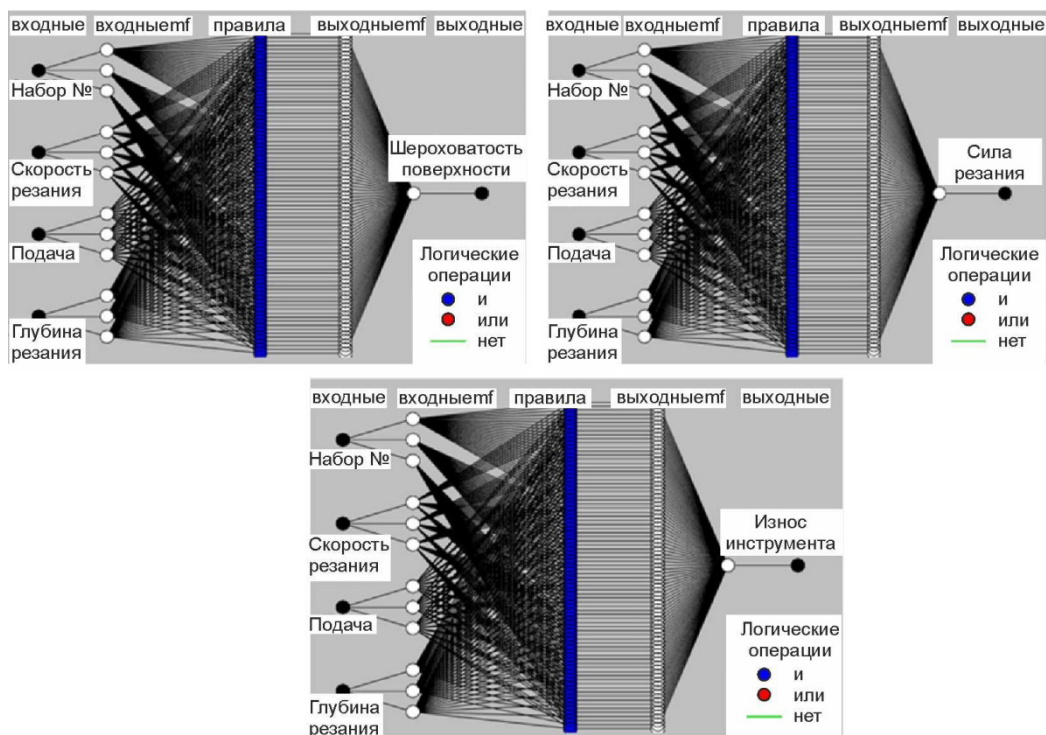 входные входныеmf правила выходныеmf выходные
Набор №
Скорость
резания
Подача
Глубина
резания
Шероховатость
поверхности
Логические
операции
и
или
нет
входные входныеmf правила выходныеmf выходные
Набор №
Скорость
резания
Подача
Глубина
резания
Сила
резания
Логические
операции
и
или
нет
входные входныеmf правила выходныеmf выходные
Набор №
Скорость
резания
Подача
Глубина
резания
Износ
инструмента
Логические
операции
и
или
нет